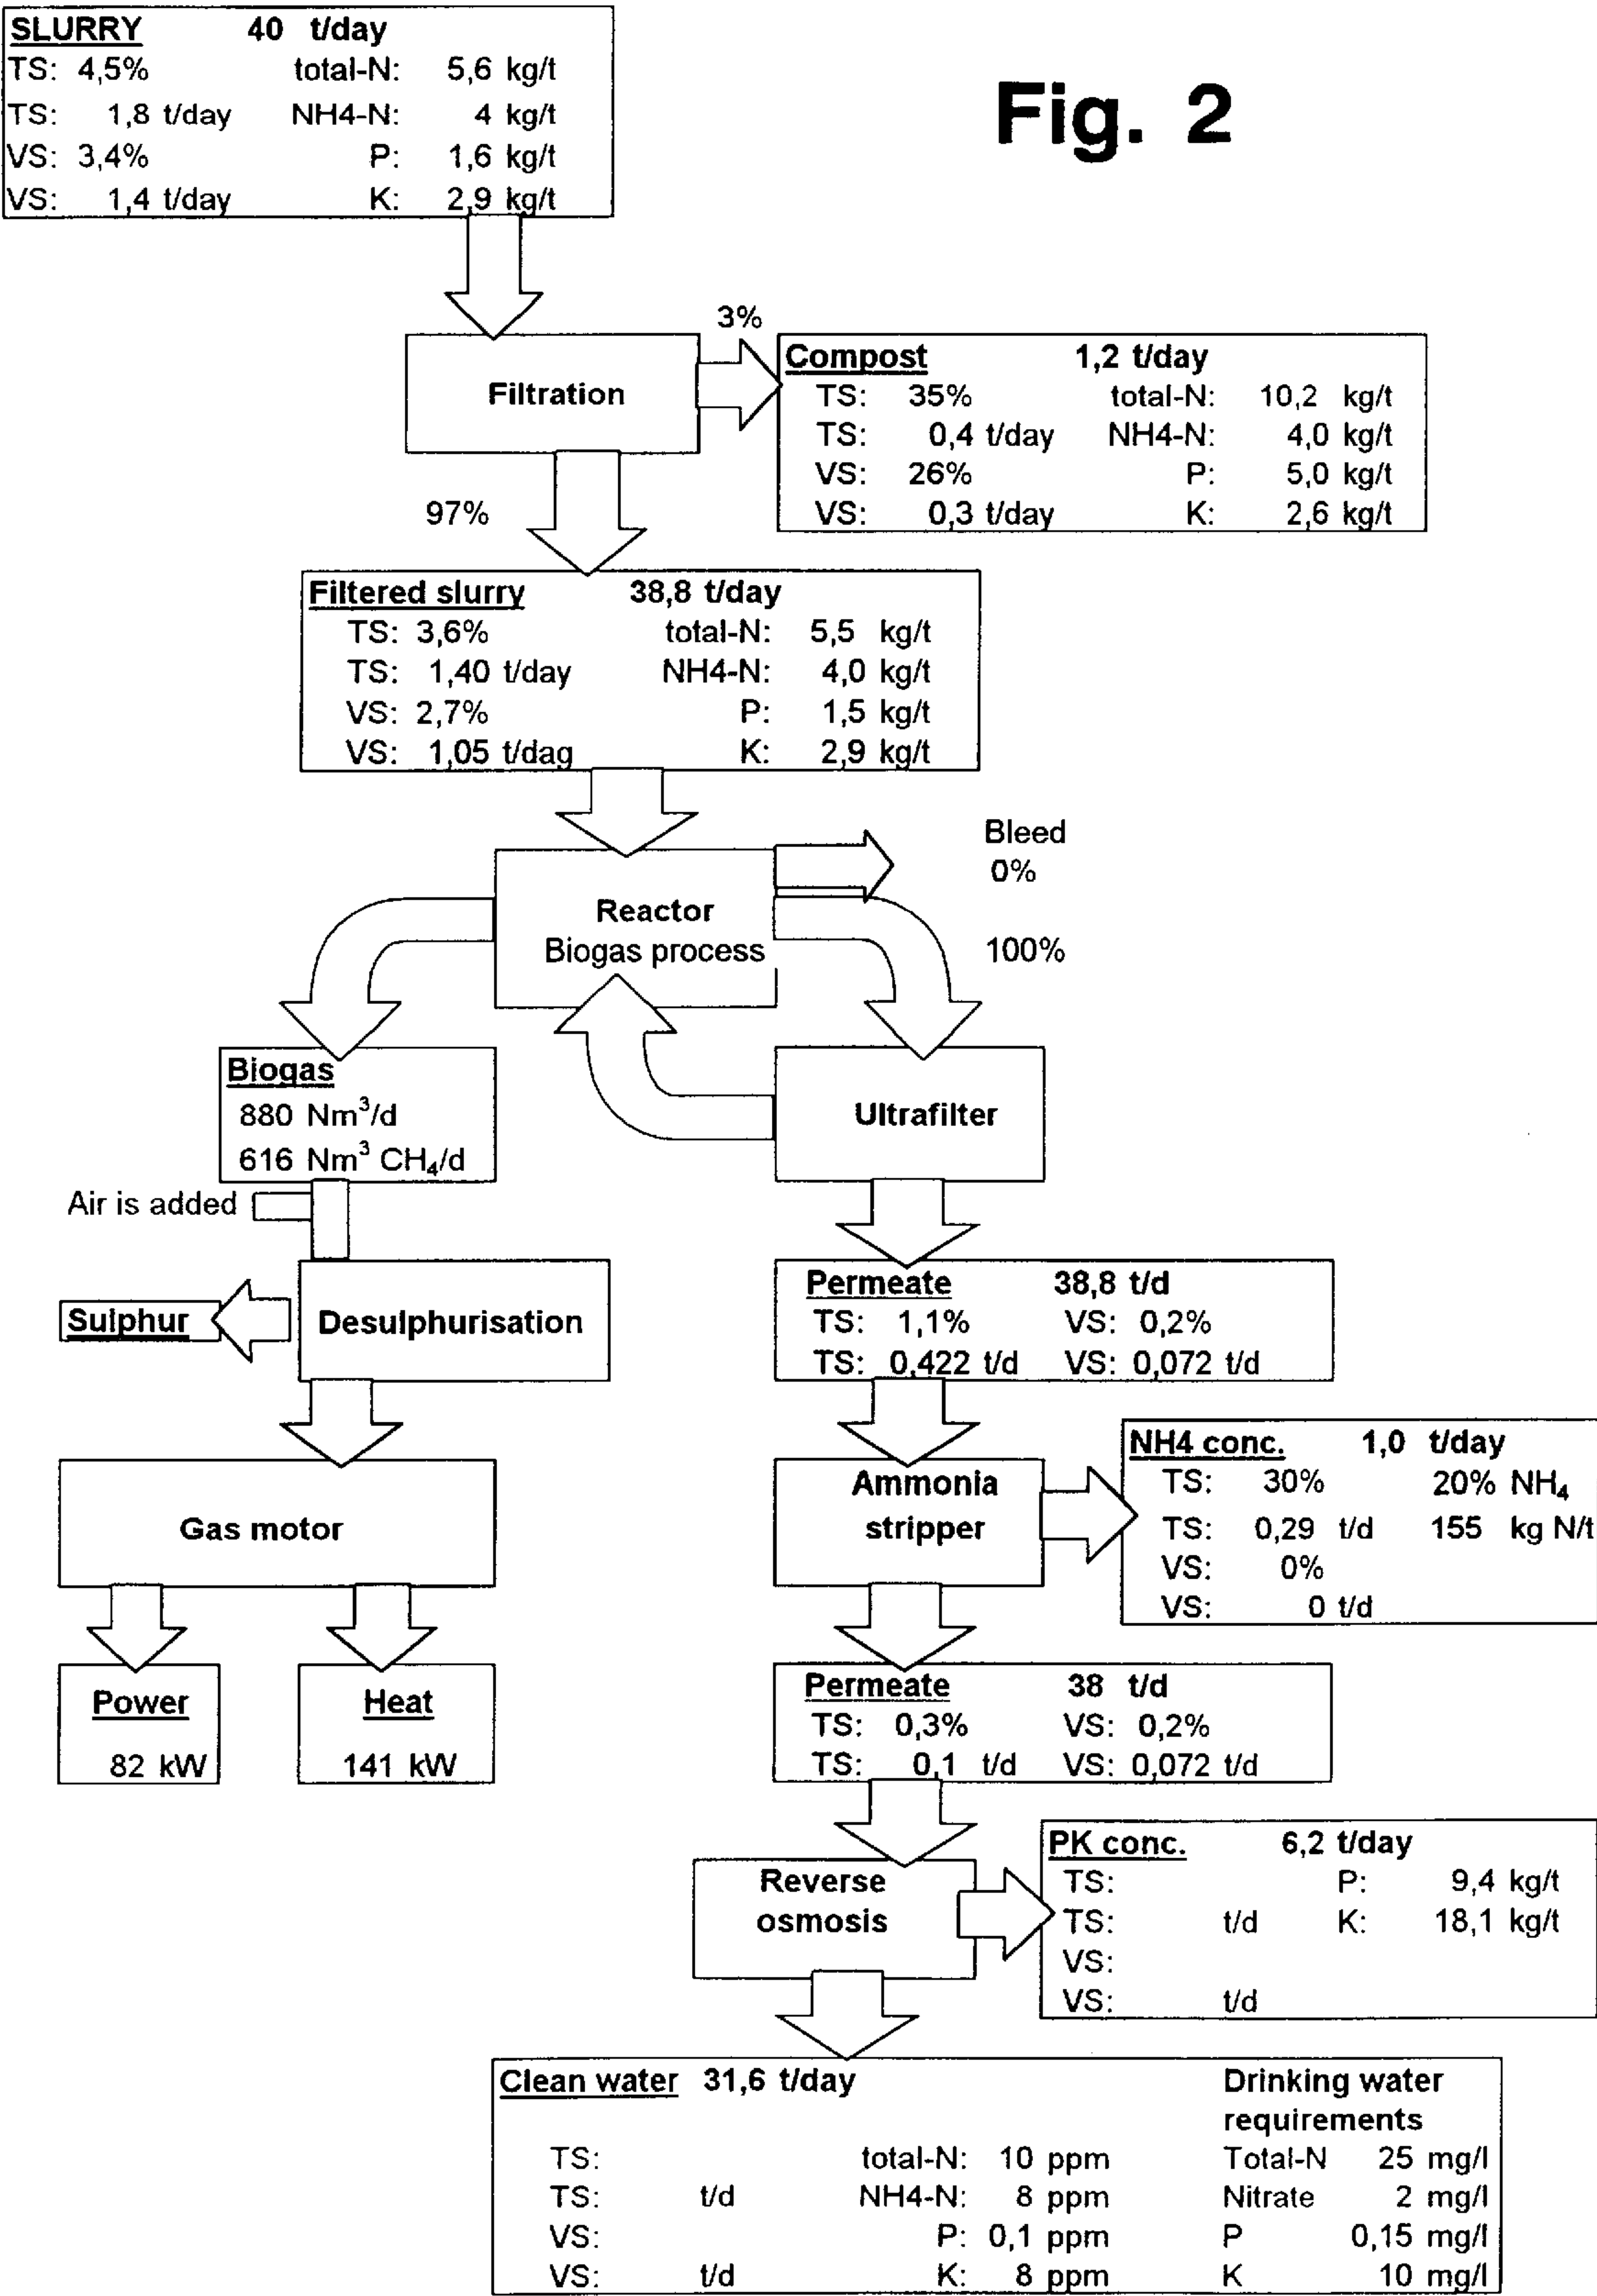 Fig. 2
SLURRY 40 t/day
TS: 4,5% total-N: 5,6 kg/t
TS: 1,8 t/day NH4-N: 4 kg/t
VS: 3,4% P: 1,6 kg/t
VS: 1,4 t/day K: 2,9 kg/t
3%
Filtration
Compost 1,2 t/day
TS: 35% total-N: 10,2 kg/t
TS: 0,4 t/day NH4-N: 4,0 kg/t
VS: 26% P: 5,0 kg/t
VS: 0,3 t/day K: 2,6 kg/t
97%
Filtered slurry 38,8 t/day
TS: 3,6% total-N: 5,5 kg/t
TS: 1,40 t/day NH4-N: 4,0 kg/t
VS: 2,7% P: 1,5 kg/t
VS: 1,05 t/dag K: 2,9 kg/t
Bleed
0%
Reactor
Biogas process
100%
Biogas
880 Nm³/d
616 Nm³ CH₄/d
Ultrafilter
Air is added
Sulphur
Desulphurisation
Permeate 38,8 t/d
TS: 1,1% VS: 0,2%
TS: 0,422 t/d VS: 0,072 t/d
Gas motor
Ammonia
stripper
NH4 conc. 1,0 t/day
TS: 30% 20% NH₄
TS: 0,29 t/d 155 kg N/t
VS: 0%
VS: 0 t/d
Power
82 kW
Heat
141 kW
Permeate 38 t/d
TS: 0,3% VS: 0,2%
TS: 0,1 t/d VS: 0,072 t/d
Reverse
osmosis
PK conc. 6,2 t/day
TS: P: 9,4 kg/t
TS: t/d K: 18,1 kg/t
VS:
VS: t/d
Clean water 31,6 t/day Drinking water
requirements
TS: total-N: 10 ppm Total-N 25 mg/l
TS: t/d NH4-N: 8 ppm Nitrate 2 mg/l
VS: P: 0,1 ppm P 0,15 mg/l
VS: t/d K: 8 ppm K 10 mg/l